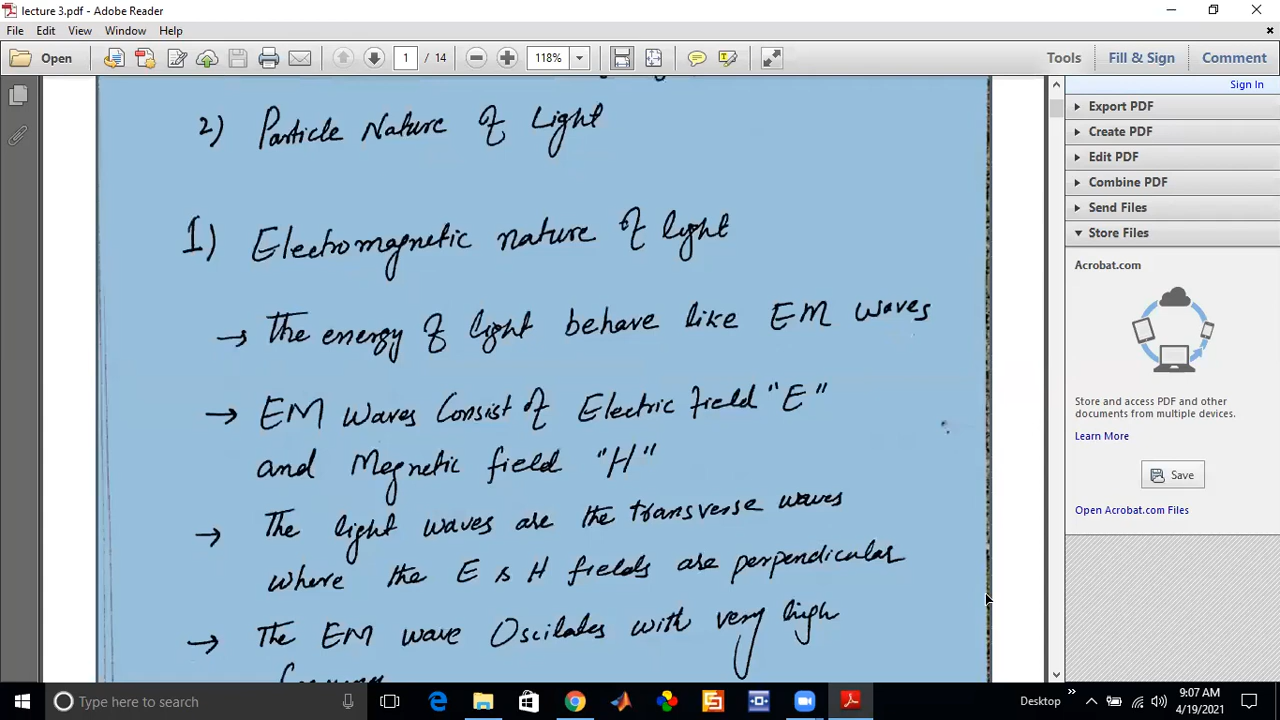 lecture 3.pdf - Adobe Reader
File Edit View Window Help
Open 1 / 14 118% Tools Fill & Sign Comment
Sign In
2) Particle Nature of Light
1) Electromagnetic nature of light
→ The energy of light behave like EM waves
→ EM waves Consist of Electric field "E"
and Magnetic field "H"
→ The light waves are the transverse waves
where the E & H fields are perpendicular
→ The EM wave Oscilates with very high
Export PDF
Create PDF
Edit PDF
Combine PDF
Send Files
Store Files
Acrobat.com
Store and access PDF and other
documents from multiple devices.
Learn More
Save
Open Acrobat.com Files
Type here to search
Desktop
9:07 AM
4/19/2021